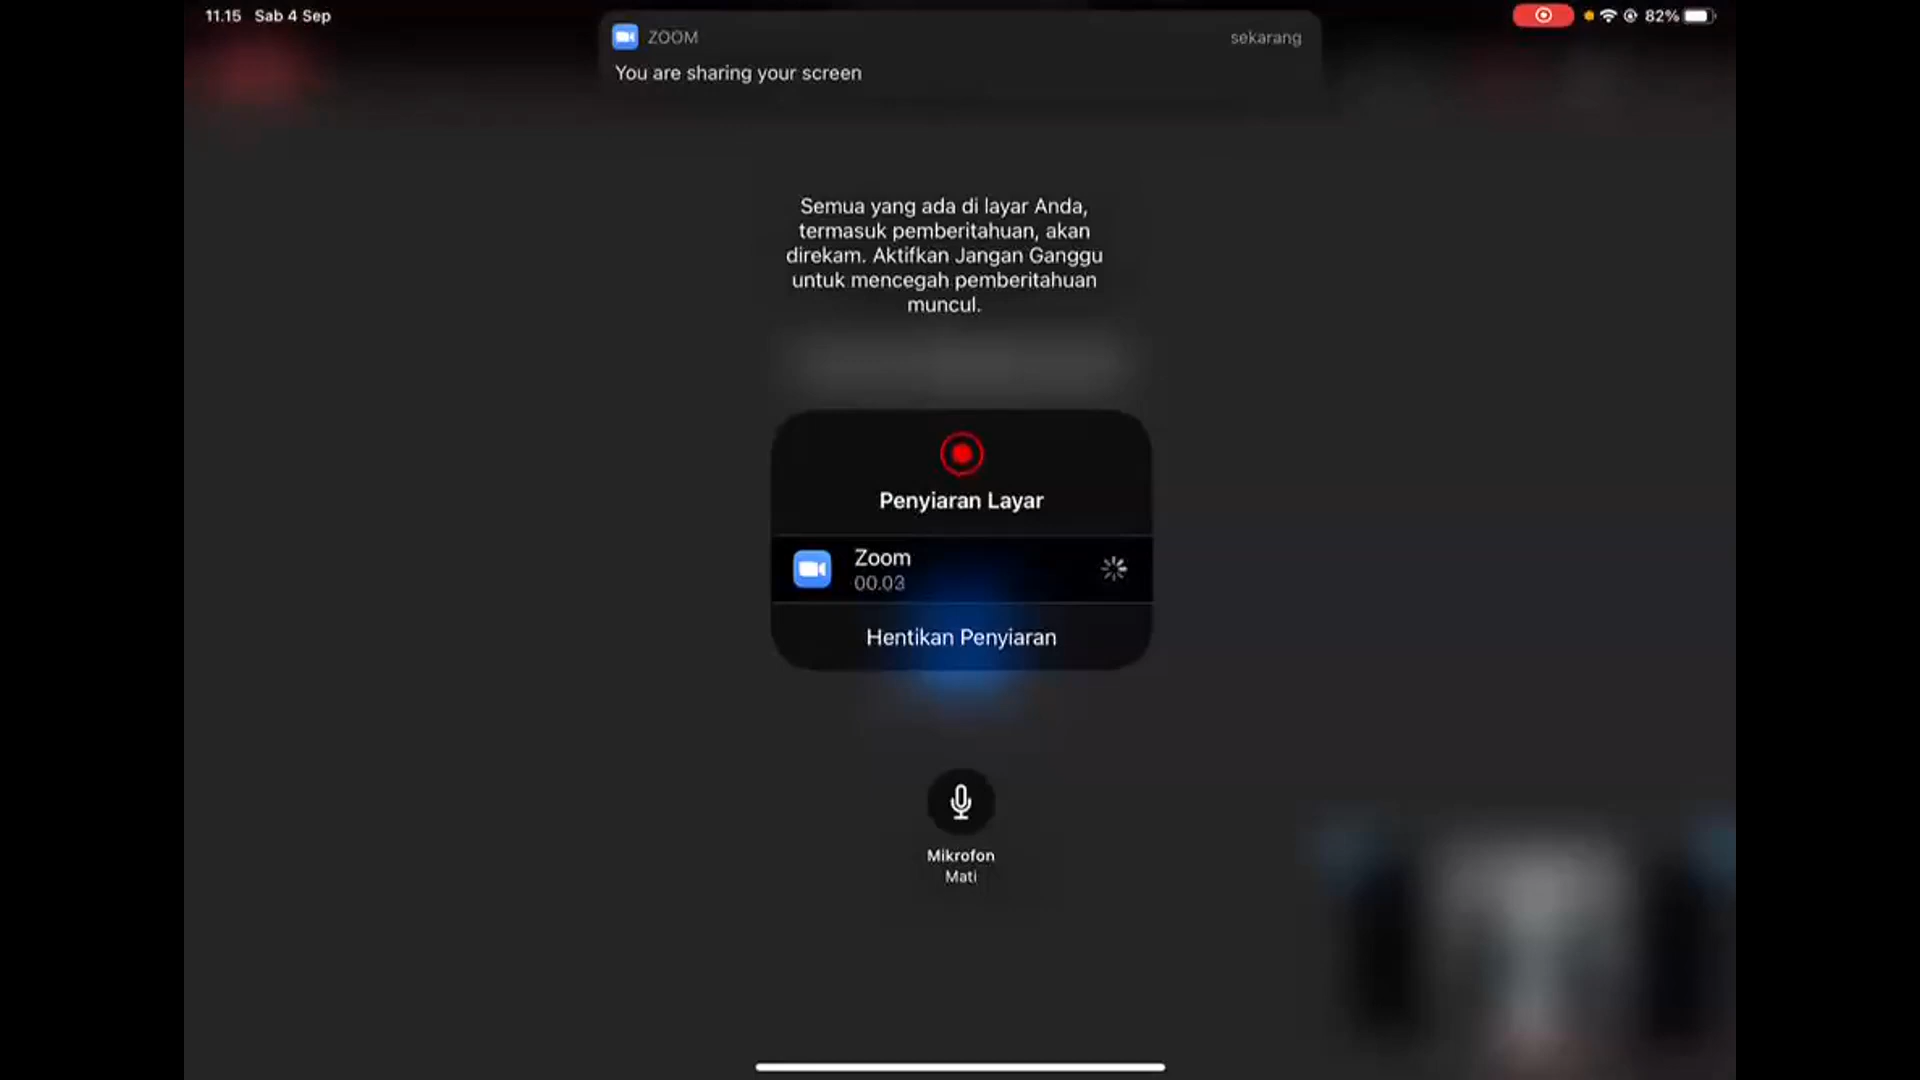 11.15 Sab 4 Sep
82%
ZOOM
sekarang
You are sharing your screen
Semua yang ada di layar Anda,
termasuk pemberitahuan, akan
direkam. Aktifkan Jangan Ganggu
untuk mencegah pemberitahuan
muncul.
Penyiaran Layar
Zoom
00.03
Hentikan Penyiaran
Mikrofon
Mati